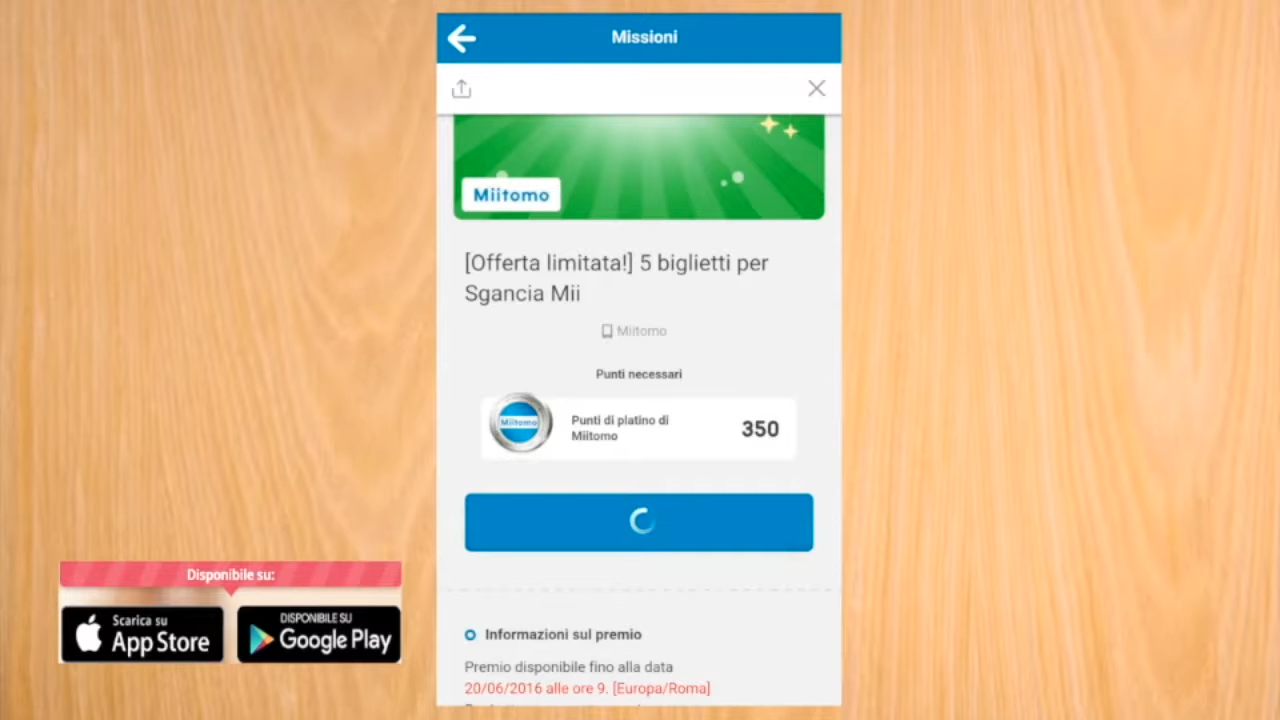 Missioni
Miitomo
[Offerta limitata!] 5 biglietti per
Sgancia Mii
Miitomo
Punti necessari
Miitomo
Punti di platino di
Miitomo
350
Disponibile su:
Scarica su
App Store
DISPONIBILE SU
Google Play
Informazioni sul premio
Premio disponibile fino alla data
20/06/2016 alle ore 9. [Europa/Roma]